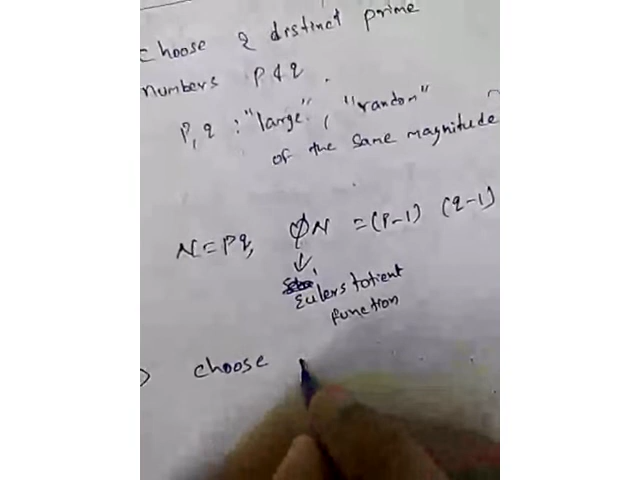 choose 2 distinct prime
numbers P & q .
P, q : "large", "random"
of the same magnitude
N = Pq, ϕN = (P-1) (q-1)
↓
Eulers totient
function
) choose